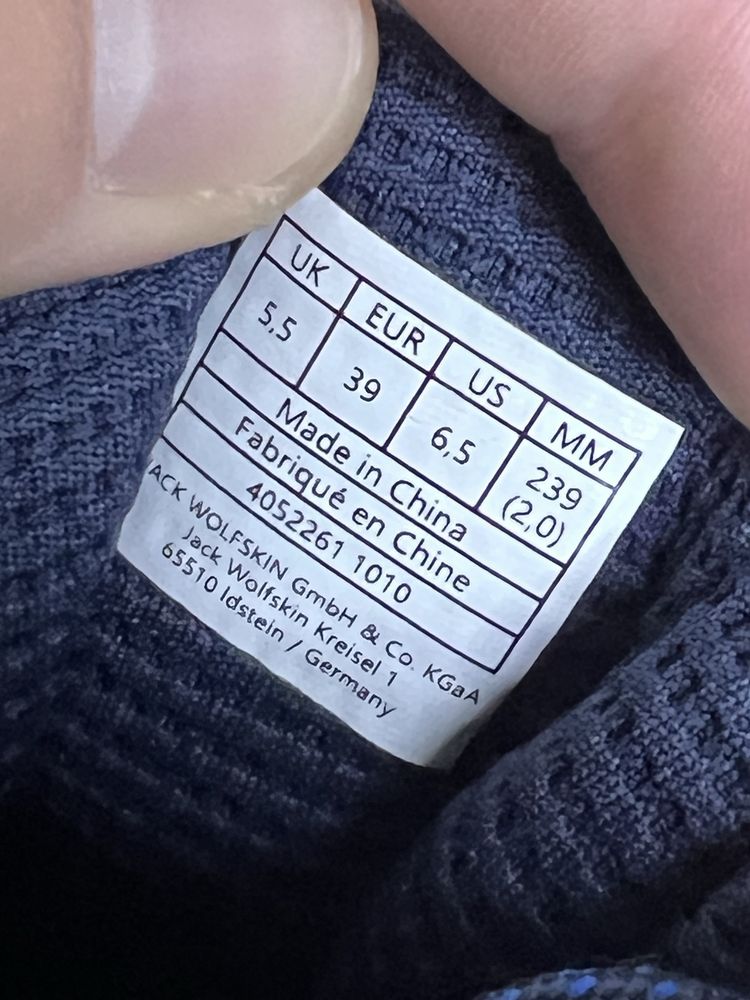 UK EUR US MM
5,5 39 6,5 239
(2,0)
Made in China
Fabriqué en Chine
4052261 1010
JACK WOLFSKIN GmbH & Co. KGaA
Jack Wolfskin Kreisel 1
65510 Idstein / Germany